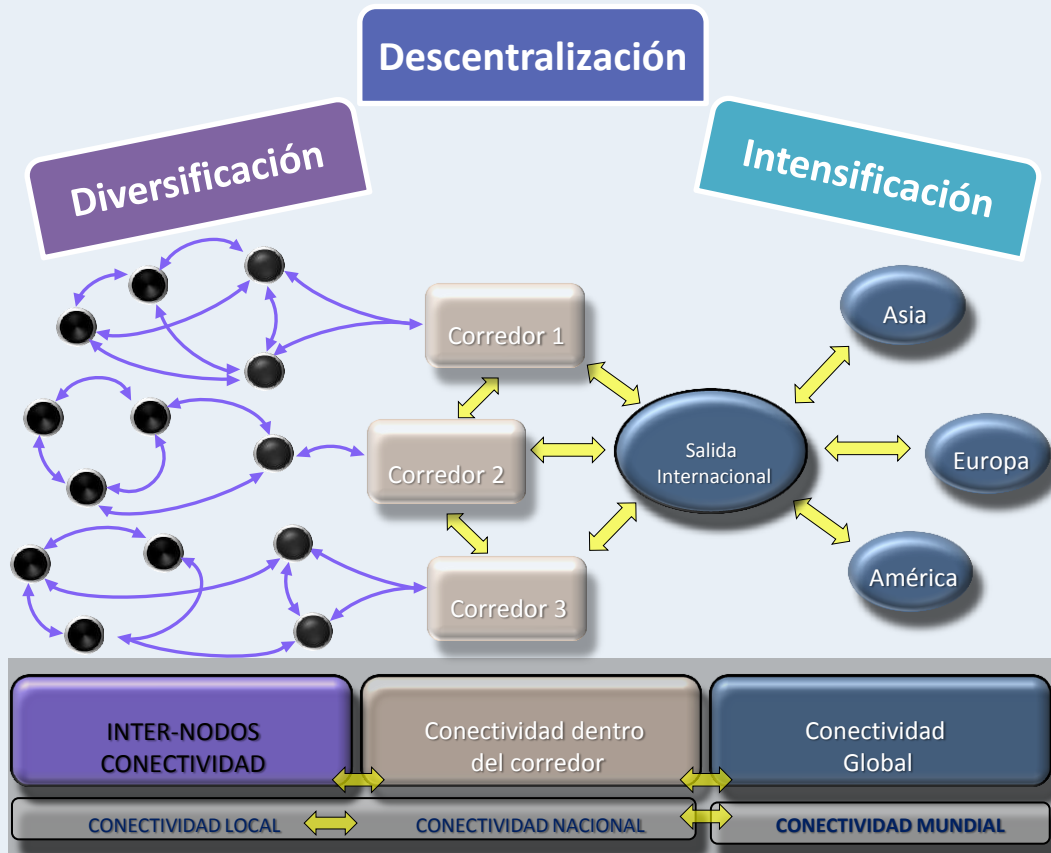 Descentralización
Diversificación
Intensificación
Corredor 1
Asia
Salida
Internacional
Corredor 2
Europa
Corredor 3
América
INTER-NODOS
CONECTIVIDAD
Conectividad dentro
del corredor
Conectividad
Global
CONECTIVIDAD LOCAL
CONECTIVIDAD NACIONAL
CONECTIVIDAD MUNDIAL